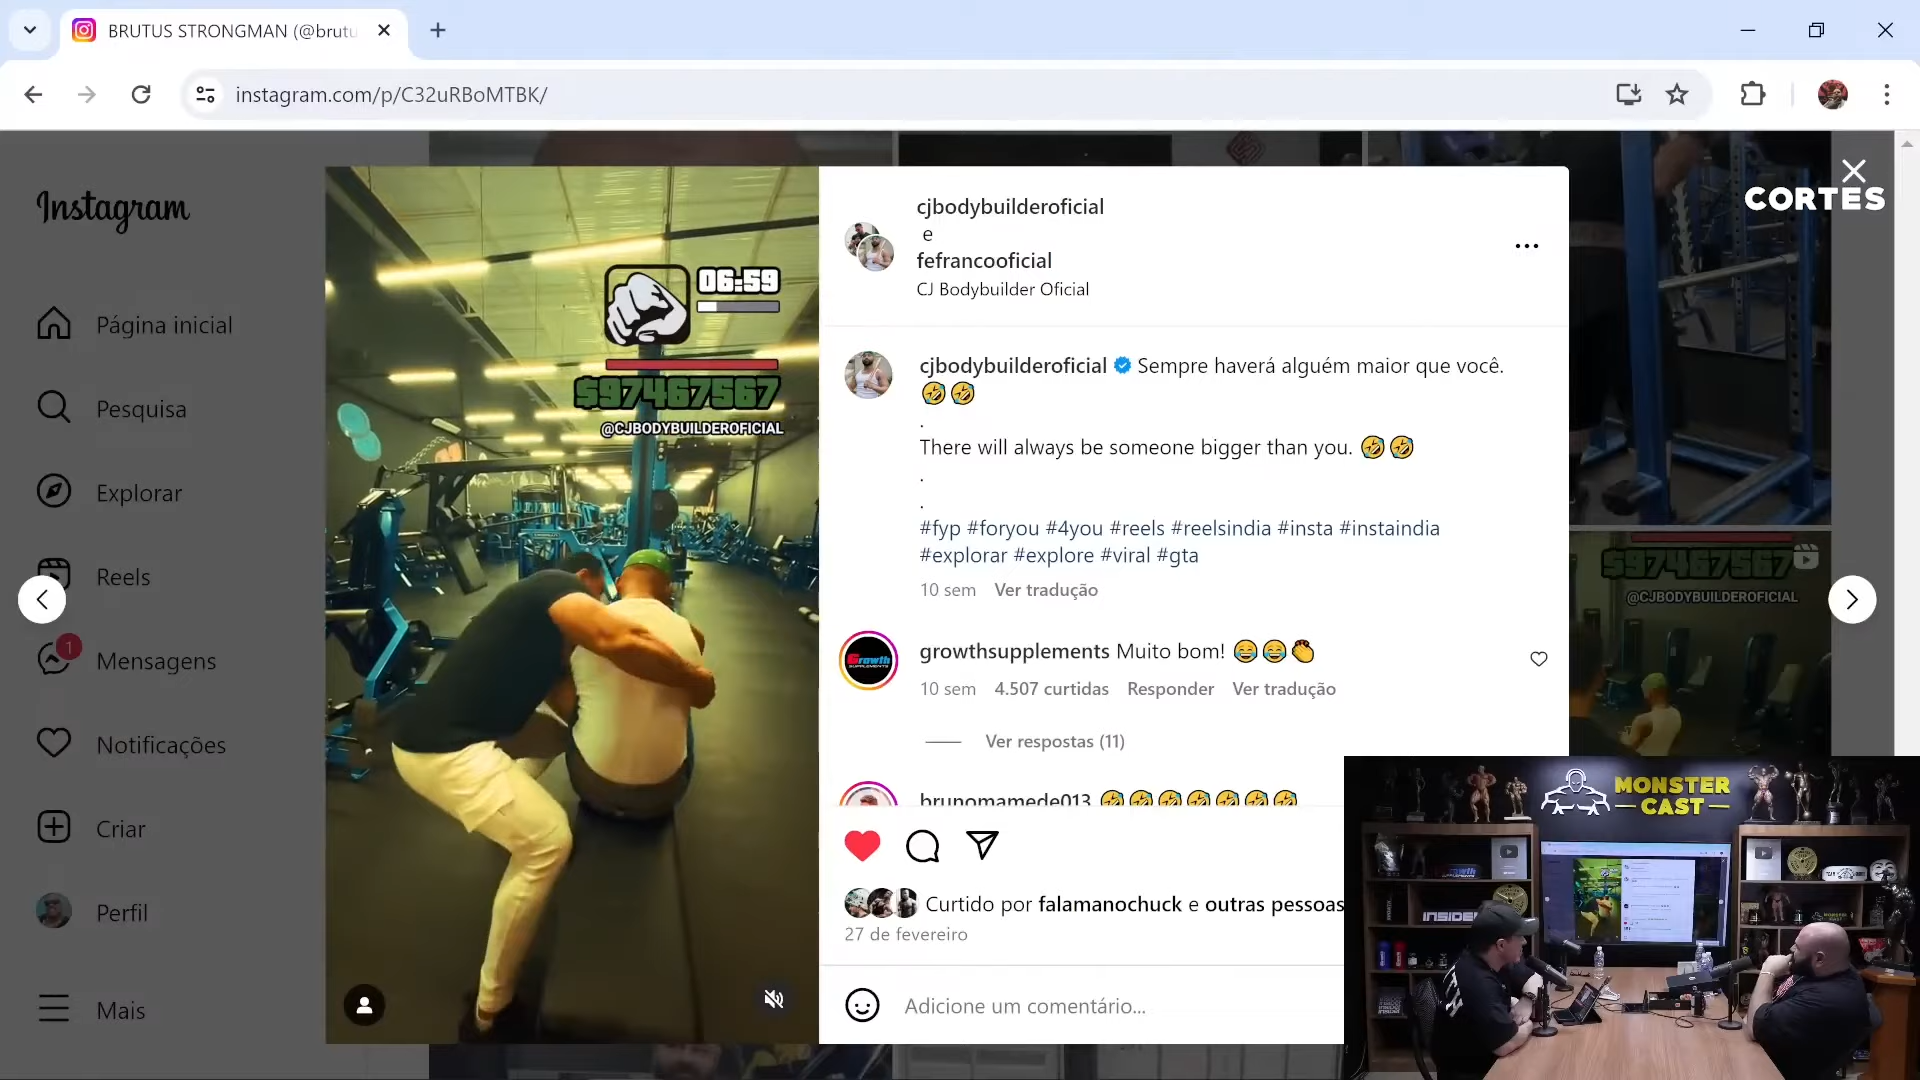 BRUTUS STRONGMAN (@brutu
instagram.com/p/C32uRBoMTBK/
CORTES
Instagram
Página inicial
Pesquisa
Explorar
Reels
1
Mensagens
Notificações
Criar
Perfil
Mais
06:59
$97467567
@CJBODYBUILDEROFICIAL
cjbodybuilderoficial
e
fefrancooficial
CJ Bodybuilder Oficial
cjbodybuilderoficial Sempre haverá alguém maior que você.
🤣🤣
.
There will always be someone bigger than you. 🤣🤣
.
.
#fyp #foryou #4you #reels #reelsindia #insta #instaindia
#explorar #explore #viral #gta
10 sem Ver tradução
growthsupplements Muito bom! 😂😂👏
10 sem 4.507 curtidas Responder Ver tradução
Ver respostas (11)
brunomamede013 🤣🤣🤣🤣🤣🤣🤣
Curtido por falamanochuck e outras pessoas
27 de fevereiro
Adicione um comentário...
$97467567
@CJBODYBUILDEROFICIAL
MONSTER
CAST
INSIDE